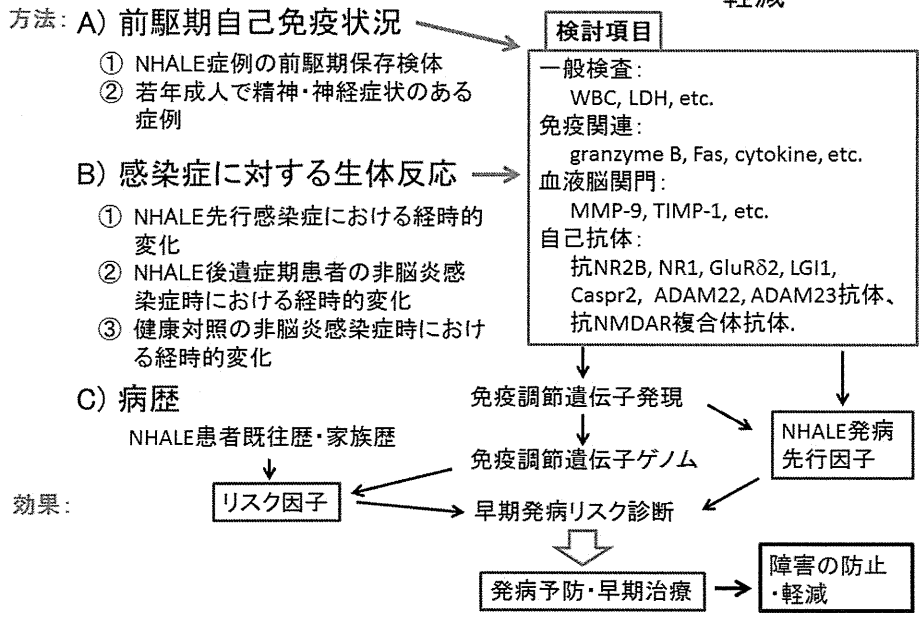 軽減
方法：
A）前駆期自己免疫状況
① NHALE症例の前駆期保存検体
② 若年成人で精神・神経症状のある
症例
B）感染症に対する生体反応
① NHALE先行感染症における経時的
変化
② NHALE後遺症期患者の非脳炎感
染症時における経時的変化
③ 健康対照の非脳炎感染症時におけ
る経時的変化
C）病歴
NHALE患者既往歴・家族歴
検討項目
一般検査：
WBC, LDH, etc.
免疫関連：
granzyme B, Fas, cytokine, etc.
血液脳関門：
MMP-9, TIMP-1, etc.
自己抗体：
抗NR2B, NR1, GluRδ2, LGI1,
Caspr2, ADAM22, ADAM23抗体、
抗NMDAR複合体抗体.
免疫調節遺伝子発現
免疫調節遺伝子ゲノム
NHALE発病
先行因子
効果：
リスク因子
早期発病リスク診断
発病予防・早期治療
障害の防止
・軽減